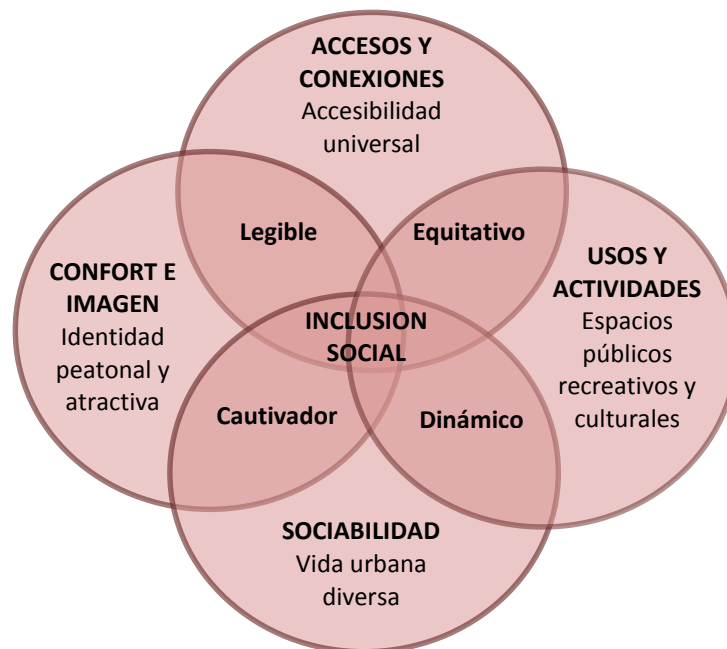 ACCESOS Y
CONEXIONES
Accesibilidad
universal
Legible
Equitativo
CONFORT E
IMAGEN
Identidad
peatonal y
atractiva
USOS Y
ACTIVIDADES
Espacios
públicos
recreativos y
culturales
INCLUSION
SOCIAL
Cautivador
Dinámico
SOCIABILIDAD
Vida urbana
diversa